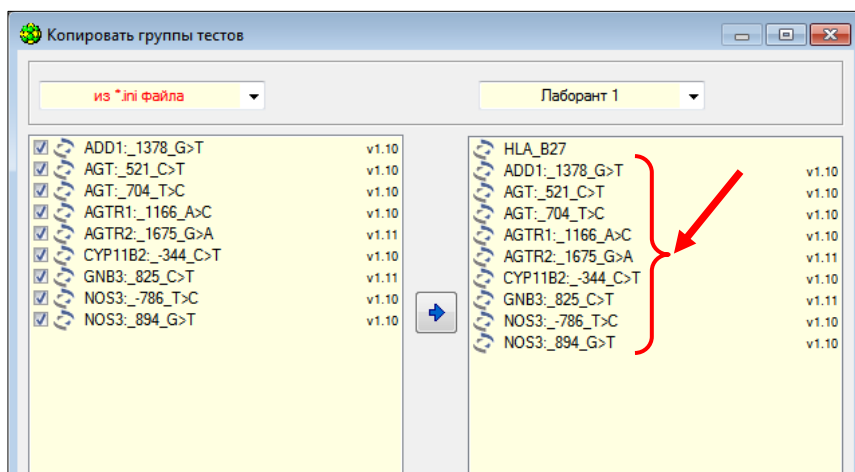 Копировать группы тестов
из *.ini файла
Лаборант 1
ADD1:_1378_G>T v1.10
AGT:_521_C>T v1.10
AGT:_704_T>C v1.10
AGTR1:_1166_A>C v1.10
AGTR2:_1675_G>A v1.11
CYP11B2:_-344_C>T v1.10
GNB3:_825_C>T v1.11
NOS3:_-786_T>C v1.10
NOS3:_894_G>T v1.10
HLA_B27
ADD1:_1378_G>T v1.10
AGT:_521_C>T v1.10
AGT:_704_T>C v1.10
AGTR1:_1166_A>C v1.10
AGTR2:_1675_G>A v1.11
CYP11B2:_-344_C>T v1.10
GNB3:_825_C>T v1.11
NOS3:_-786_T>C v1.10
NOS3:_894_G>T v1.10